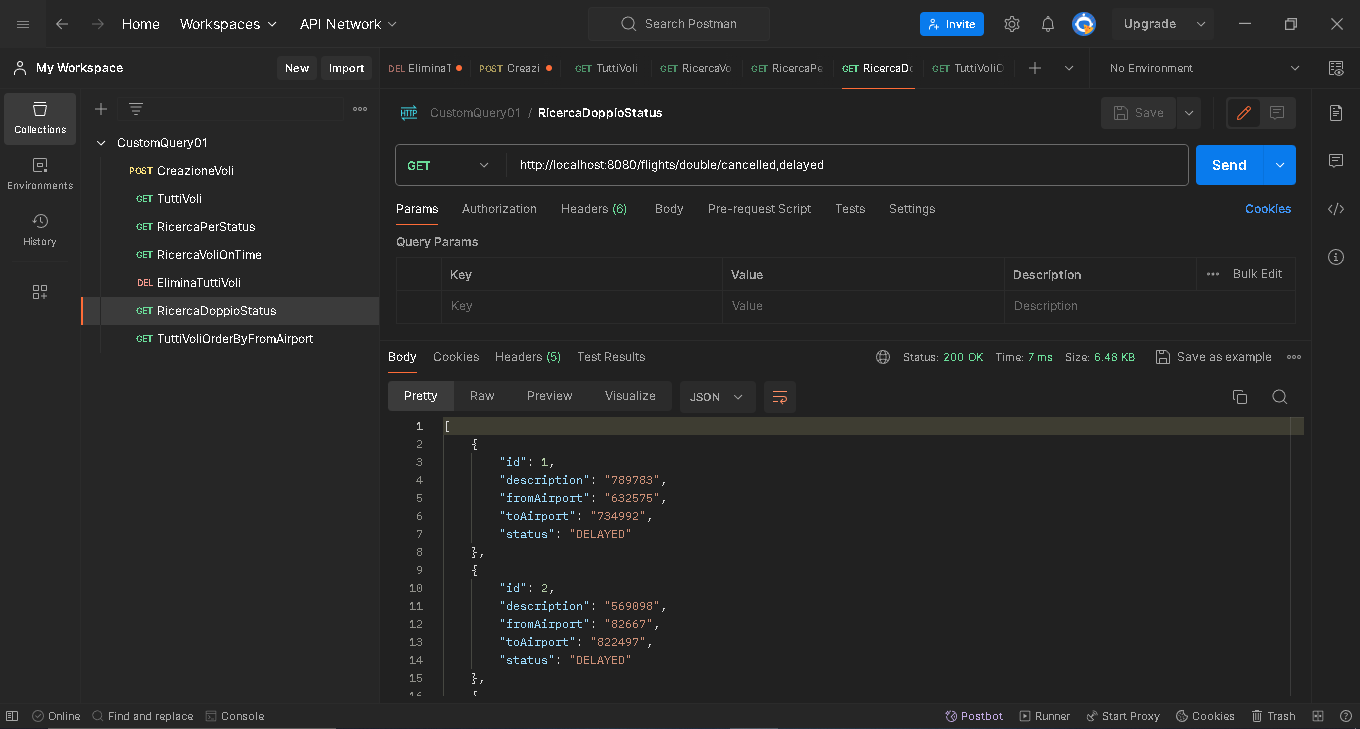 Home Workspaces API Network Search Postman Invite Upgrade
My Workspace New Import DEL Elimina POST Creazi GET TuttiVoli GET RicercaVo GET RicercaPe GET RicercaDo GET TuttiVoliO No Environment
Collections
Environments
History
CustomQuery01
POST CreazioneVoli
GET TuttiVoli
GET RicercaPerStatus
GET RicercaVoliOnTime
DEL EliminaTuttiVoli
GET RicercaDoppioStatus
GET TuttiVoliOrderByFromAirport
HTTP CustomQuery01 / RicercaDoppioStatus Save
GET http://localhost:8080/flights/double/cancelled,delayed Send
Params Authorization Headers (6) Body Pre-request Script Tests Settings Cookies
Query Params
Key Value Description Bulk Edit
Key Value Description
Body Cookies Headers (5) Test Results Status: 200 OK Time: 7 ms Size: 6.48 KB Save as example
Pretty Raw Preview Visualize JSON
1 [
2 {
3 "id": 1,
4 "description": "789783",
5 "fromAirport": "632575",
6 "toAirport": "734992",
7 "status": "DELAYED"
8 },
9 {
10 "id": 2,
11 "description": "569098",
12 "fromAirport": "82667",
13 "toAirport": "822497",
14 "status": "DELAYED"
15 },
16 {
Online Find and replace Console Postbot Runner Start Proxy Cookies Trash